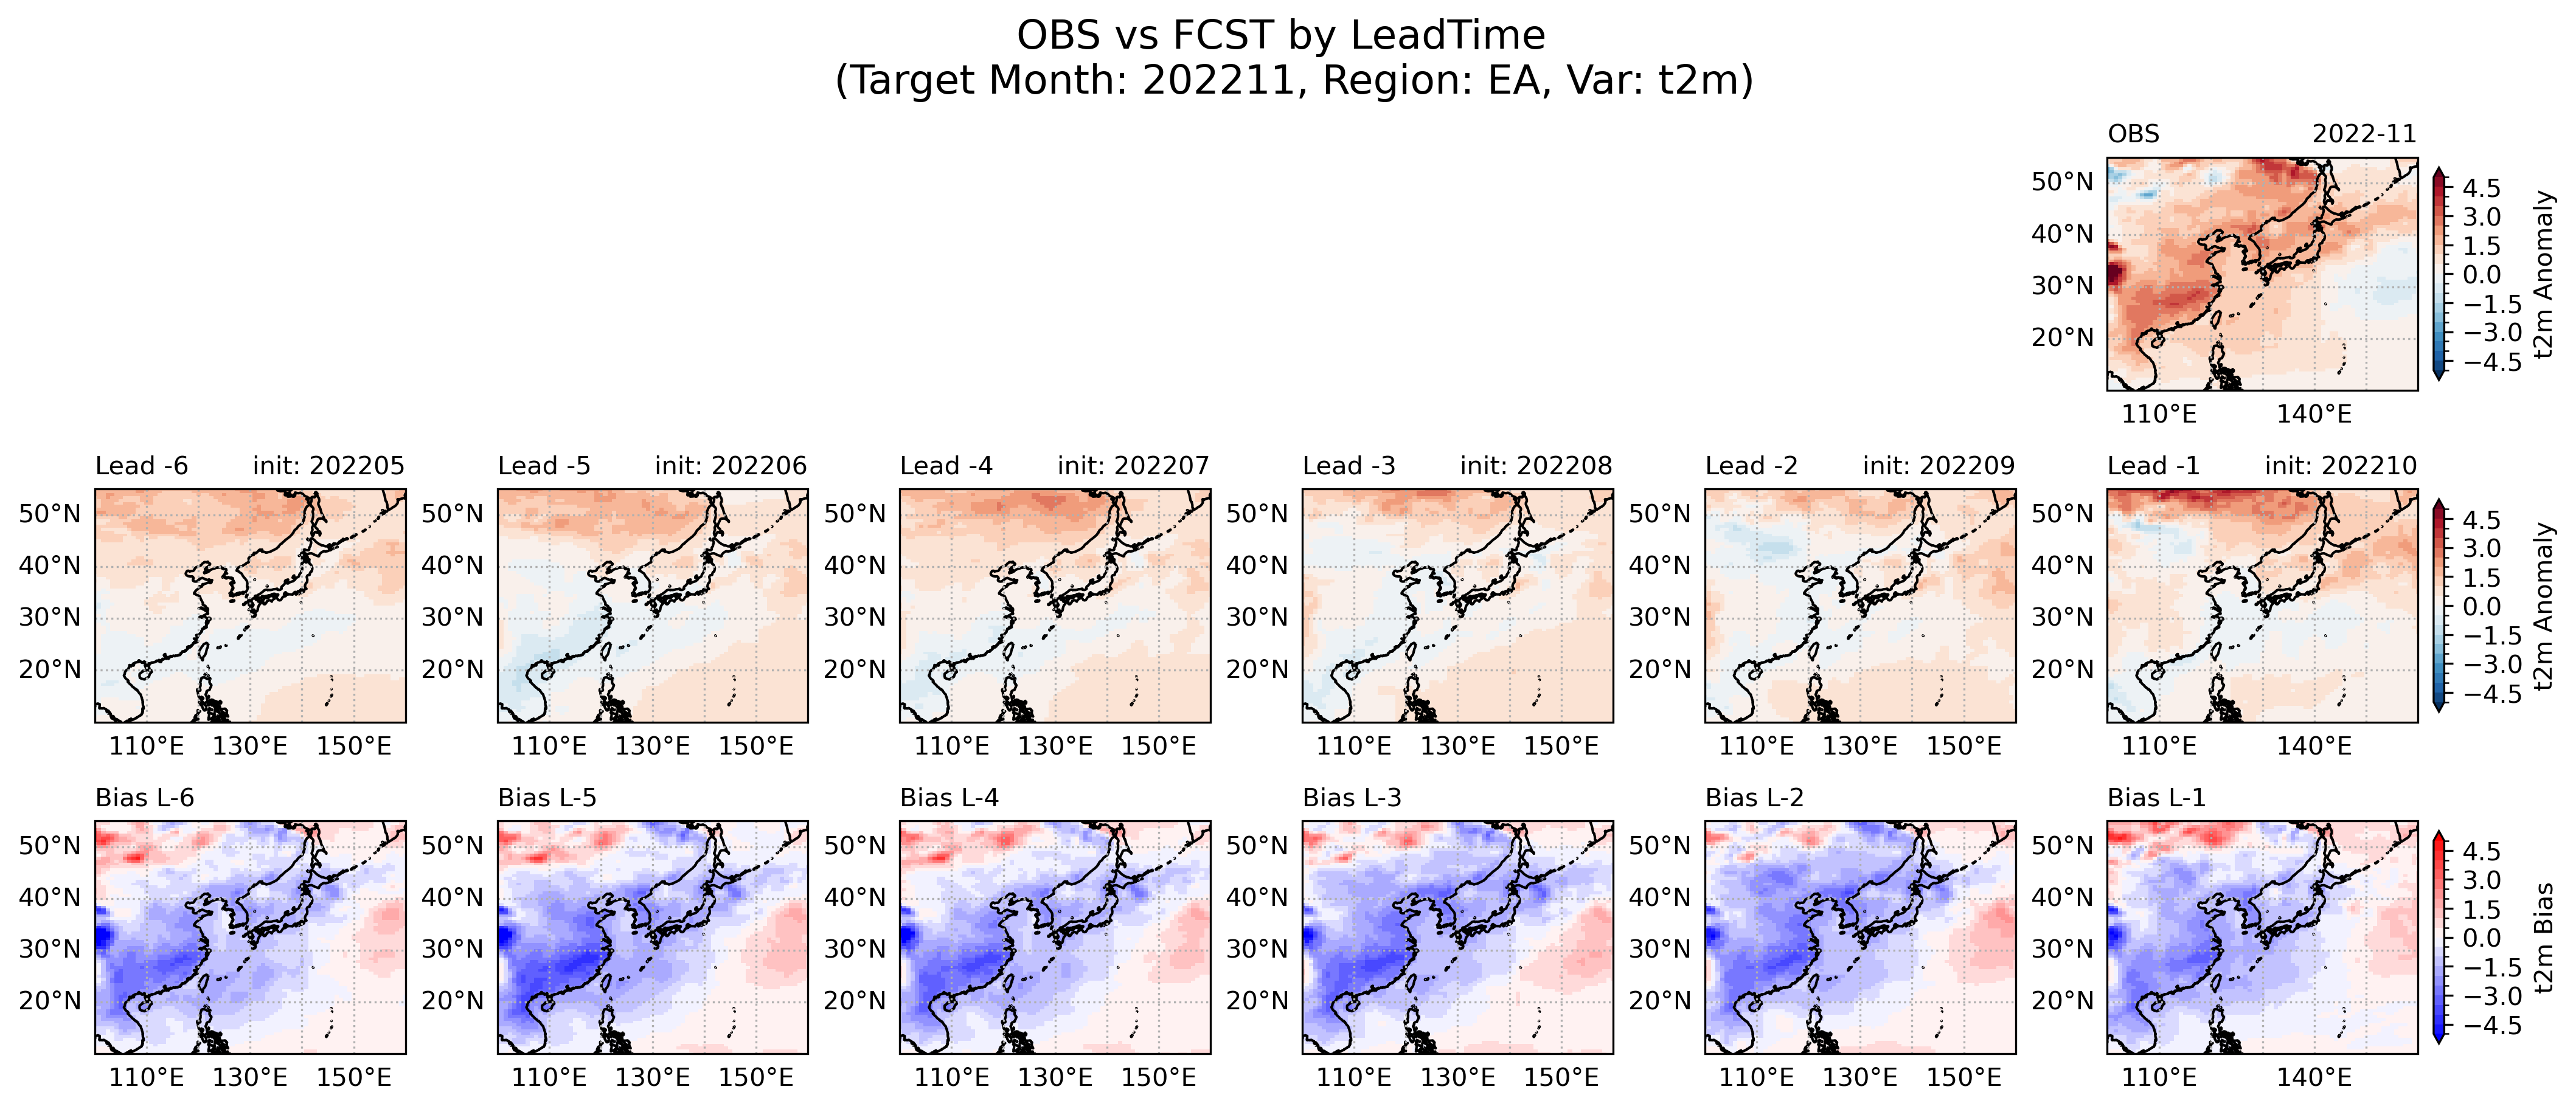 OBS vs FCST by LeadTime
(Target Month: 202211, Region: EA, Var: t2m)
OBS 2022-11
50°N
40°N
30°N
20°N
110°E 140°E
4.5
3.0
1.5
0.0
−1.5
−3.0
−4.5
t2m Anomaly
Lead -6 init: 202205
50°N
40°N
30°N
20°N
110°E 130°E 150°E
Lead -5 init: 202206
50°N
40°N
30°N
20°N
110°E 130°E 150°E
Lead -4 init: 202207
50°N
40°N
30°N
20°N
110°E 130°E 150°E
Lead -3 init: 202208
50°N
40°N
30°N
20°N
110°E 130°E 150°E
Lead -2 init: 202209
50°N
40°N
30°N
20°N
110°E 130°E 150°E
Lead -1 init: 202210
50°N
40°N
30°N
20°N
110°E 140°E
4.5
3.0
1.5
0.0
−1.5
−3.0
−4.5
t2m Anomaly
Bias L-6
50°N
40°N
30°N
20°N
110°E 130°E 150°E
Bias L-5
50°N
40°N
30°N
20°N
110°E 130°E 150°E
Bias L-4
50°N
40°N
30°N
20°N
110°E 130°E 150°E
Bias L-3
50°N
40°N
30°N
20°N
110°E 130°E 150°E
Bias L-2
50°N
40°N
30°N
20°N
110°E 130°E 150°E
Bias L-1
50°N
40°N
30°N
20°N
110°E 140°E
4.5
3.0
1.5
0.0
−1.5
−3.0
−4.5
t2m Bias